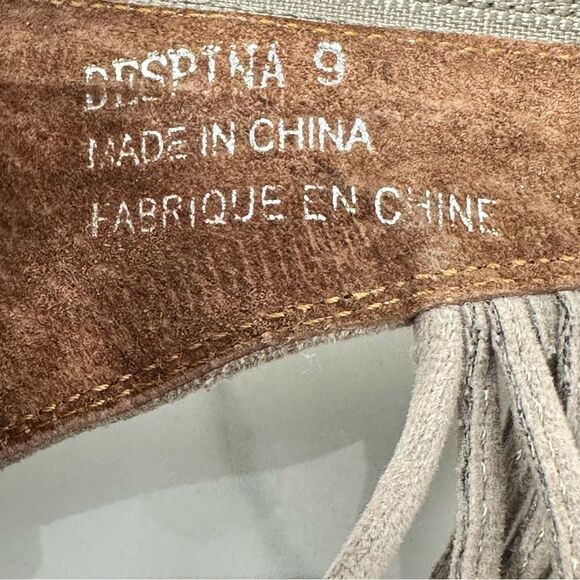 DESPINA 9
MADE IN CHINA
FABRIQUE EN CHINE